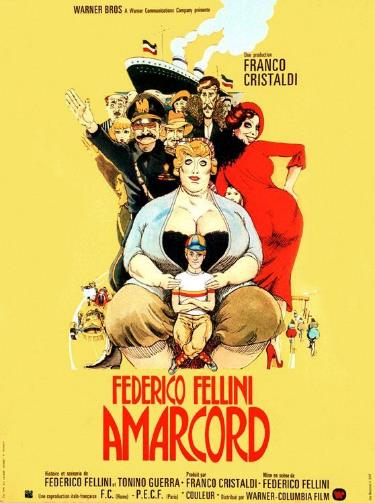 WARNER BROS A Warner Communications Company présente
Une production
FRANCO
CRISTALDI
FEDERICO FELLINI
AMARCORD
Histoire et scénario de
FEDERICO FELLINI ET TONINO GUERRA
Produit par
FRANCO CRISTALDI
Mise en scène de
FEDERICO FELLINI
Une coproduction italo-française F.C. (Rome) - P.E.C.F. (Paris) • COULEUR • Distribué par WARNER-COLUMBIA FILM